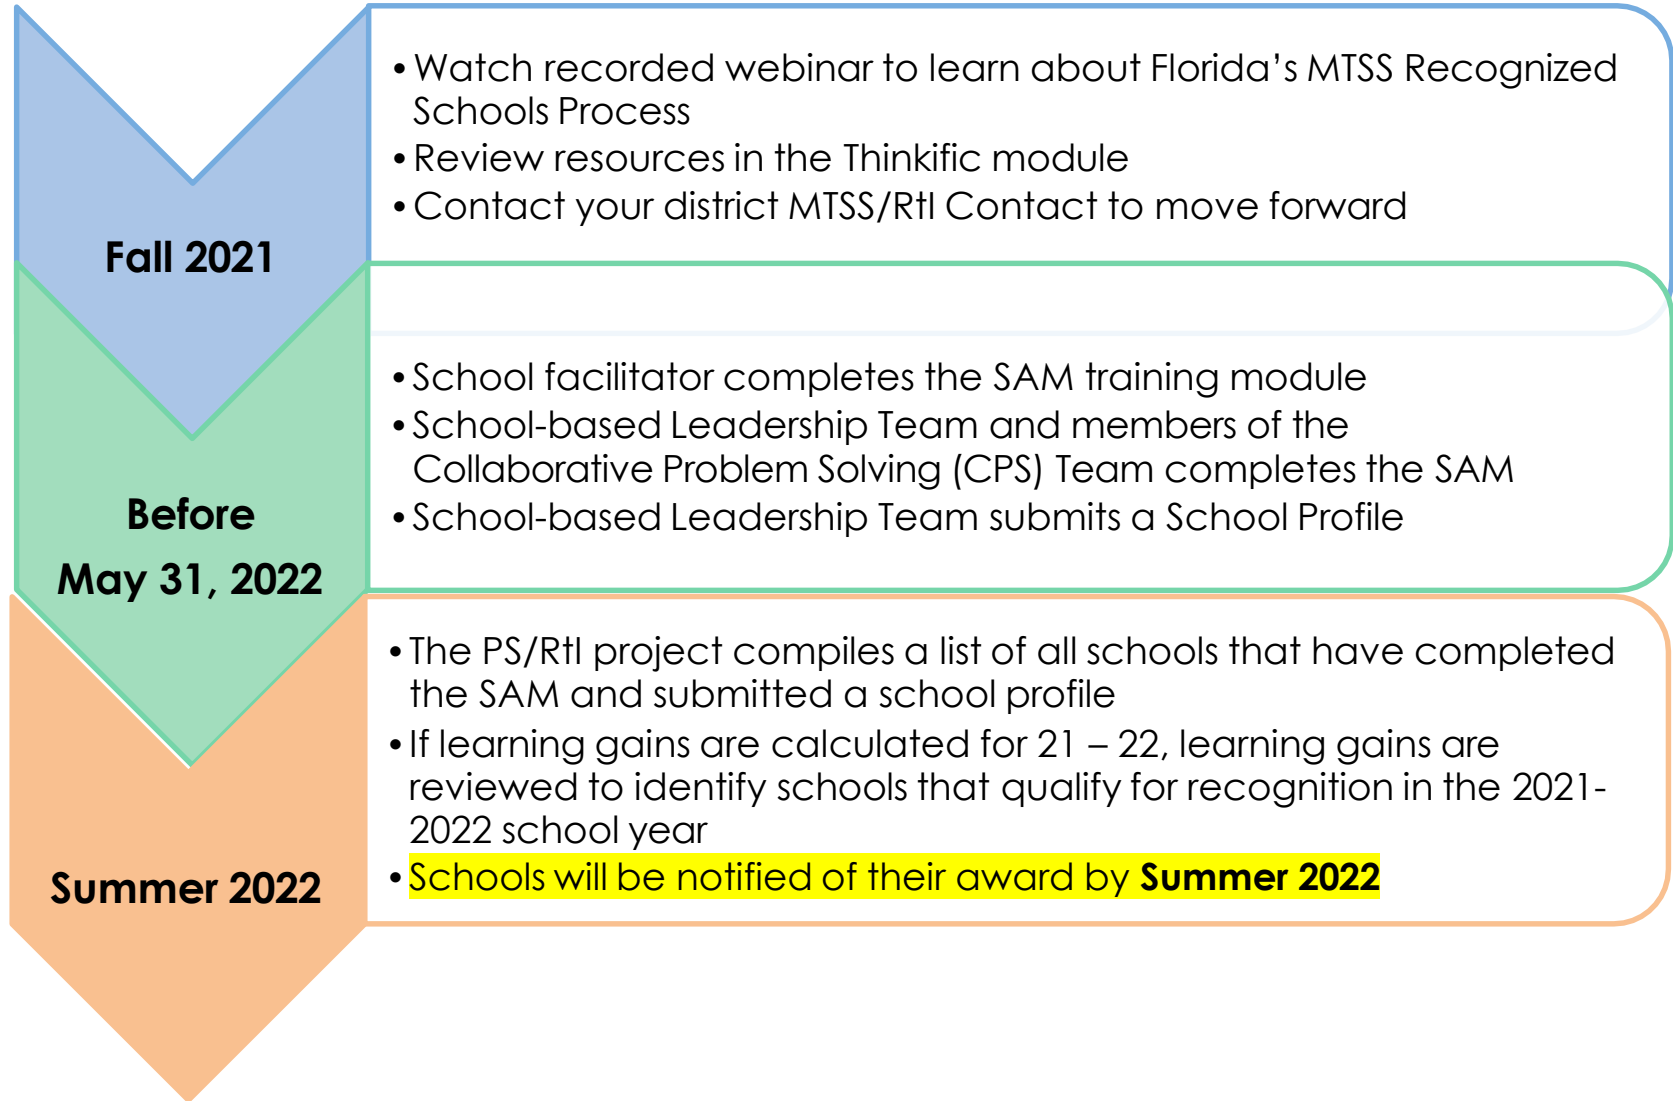 • Watch recorded webinar to learn about Florida's MTSS Recognized
Schools Process
• Review resources in the Thinkific module
• Contact your district MTSS/RtI Contact to move forward
Fall 2021
• School facilitator completes the SAM training module
• School-based Leadership Team and members of the
Collaborative Problem Solving (CPS) Team completes the SAM
• School-based Leadership Team submits a School Profile
Before
May 31, 2022
• The PS/RtI project compiles a list of all schools that have completed
the SAM and submitted a school profile
• If learning gains are calculated for 21 – 22, learning gains are
reviewed to identify schools that qualify for recognition in the 2021-
2022 school year
• Schools will be notified of their award by Summer 2022
Summer 2022